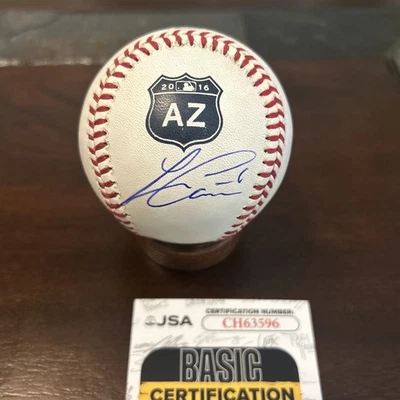 2016
AZ
JSA
CERTIFICATION NUMBER:
CH63596
BASIC
CERTIFICATION